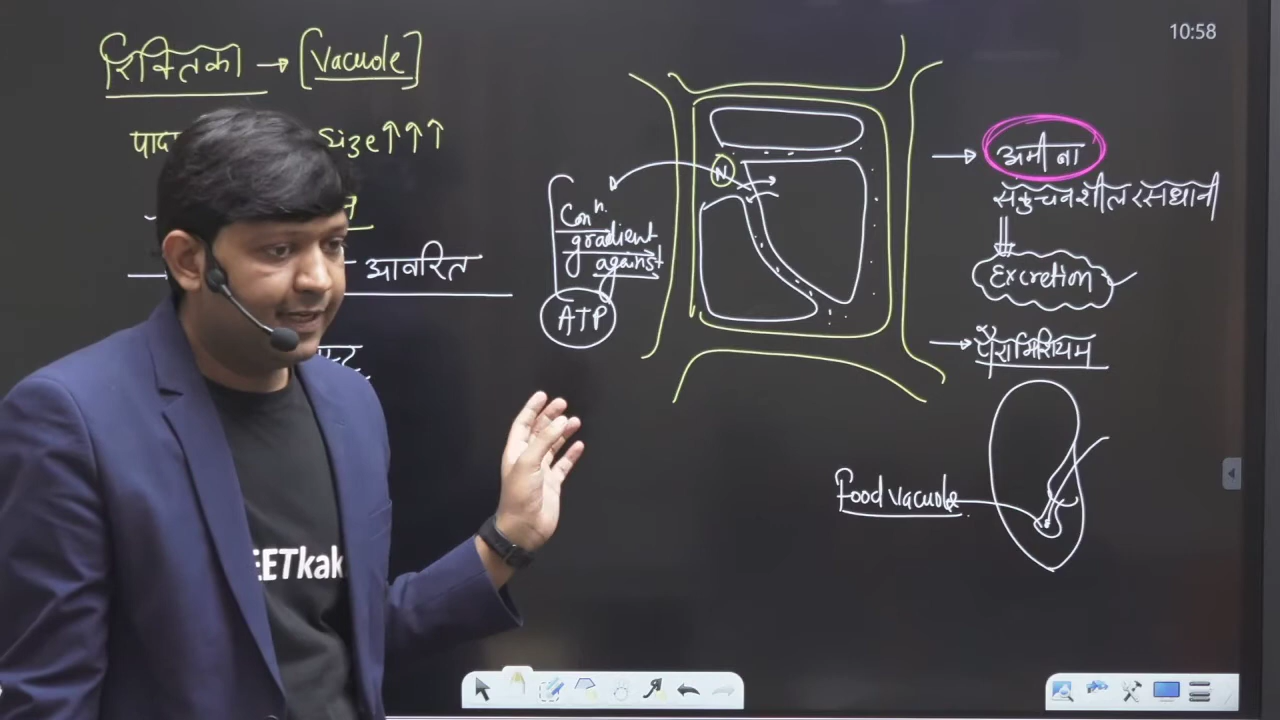 10:58
रिक्तिका → [Vacuole]
Size ↑↑↑
आवरित
Conⁿ.
gradient
against
ATP
N
→ अमीबा
संकुचनशील रसधानी
Excretion
→ पैरामिशियम
Food vacuole
EETkak